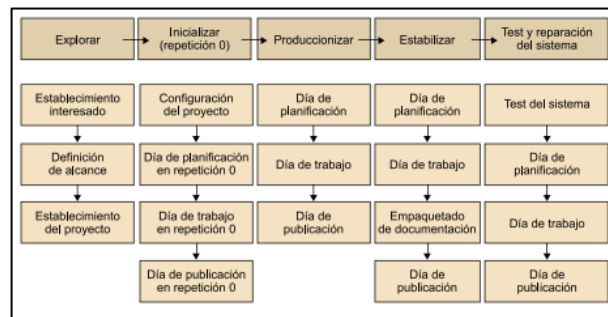 Explorar
Inicializar
(repetición 0)
Produccionizar
Estabilizar
Test y reparación
del sistema
Establecimiento
interesado
Configuración
del proyecto
Día de
planificación
Día de
planificación
Test del sistema
Definición
de alcance
Día de planificación
en repetición 0
Día de trabajo
Día de trabajo
Día de
planificación
Establecimiento
del proyecto
Día de trabajo
en repetición 0
Día de
publicación
Empaquetado
de documentación
Día de trabajo
Día de publicación
en repetición 0
Día de
publicación
Día de
publicación